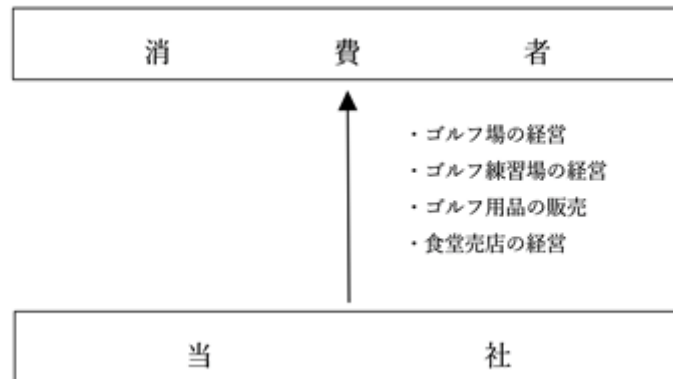 消費者
・ゴルフ場の経営
・ゴルフ練習場の経営
・ゴルフ用品の販売
・食堂売店の経営
当社